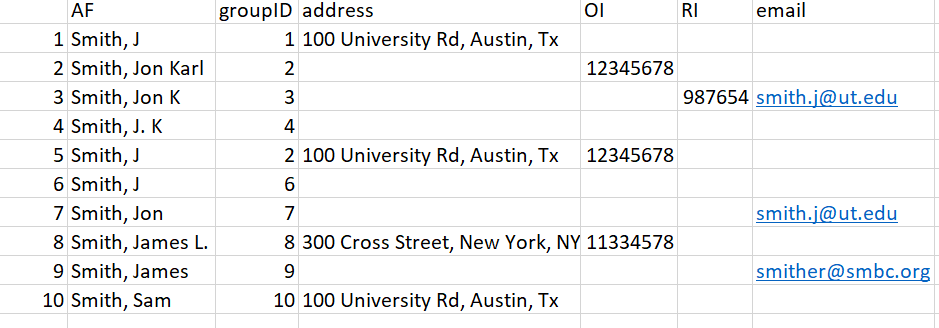 AF groupID address OI RI email
1 Smith, J 1 100 University Rd, Austin, Tx
2 Smith, Jon Karl 2 12345678
3 Smith, Jon K 3 987654 smith.j@ut.edu
4 Smith, J. K 4
5 Smith, J 2 100 University Rd, Austin, Tx 12345678
6 Smith, J 6
7 Smith, Jon 7 smith.j@ut.edu
8 Smith, James L. 8 300 Cross Street, New York, NY 11334578
9 Smith, James 9 smither@smbc.org
10 Smith, Sam 10 100 University Rd, Austin, Tx